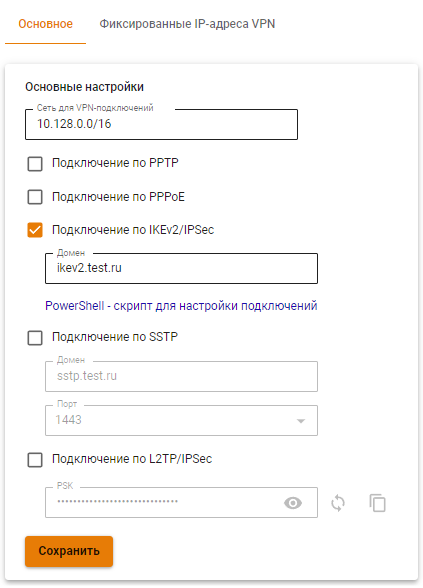 Основное Фиксированные IP-адреса VPN
Основные настройки
Сеть для VPN-подключений
10.128.0.0/16
Подключение по PPTP
Подключение по PPPoE
Подключение по IKEv2/IPSec
Домен
ikev2.test.ru
PowerShell - скрипт для настройки подключений
Подключение по SSTP
Домен
sstp.test.ru
Порт
1443
Подключение по L2TP/IPSec
PSK
••••••••••••••••••••••••••••••
Сохранить